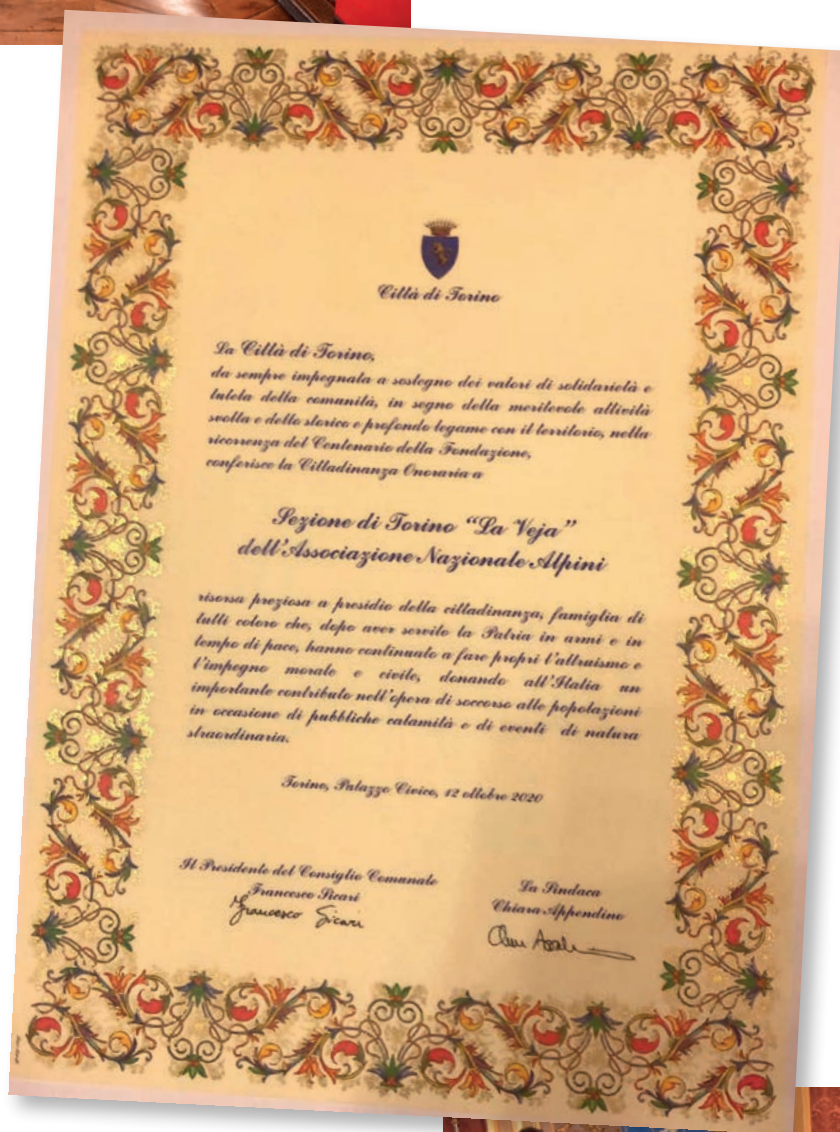 Città di Torino
La Città di Torino,
da sempre impegnata a sostegno dei valori di solidarietà e
tutela della comunità, in segno della meritevole attività
svolta e dello storico e profondo legame con il territorio, nella
ricorrenza del Centenario della Fondazione,
conferisce la Cittadinanza Onoraria a
Sezione di Torino “La Veja”
dell'Associazione Nazionale Alpini
risorsa preziosa a presidio della cittadinanza, famiglia di
tutti coloro che, dopo aver servito la Patria in armi e in
tempo di pace, hanno continuato a fare propri l'altruismo e
l'impegno morale e civile, donando all'Italia un
importante contributo nell'opera di soccorso alle popolazioni
in occasione di pubbliche calamità e di eventi di natura
straordinaria.
Torino, Palazzo Civico, 12 ottobre 2020
Il Presidente del Consiglio Comunale
Francesco Sicari
Francesco Sicari
La Sindaca
Chiara Appendino